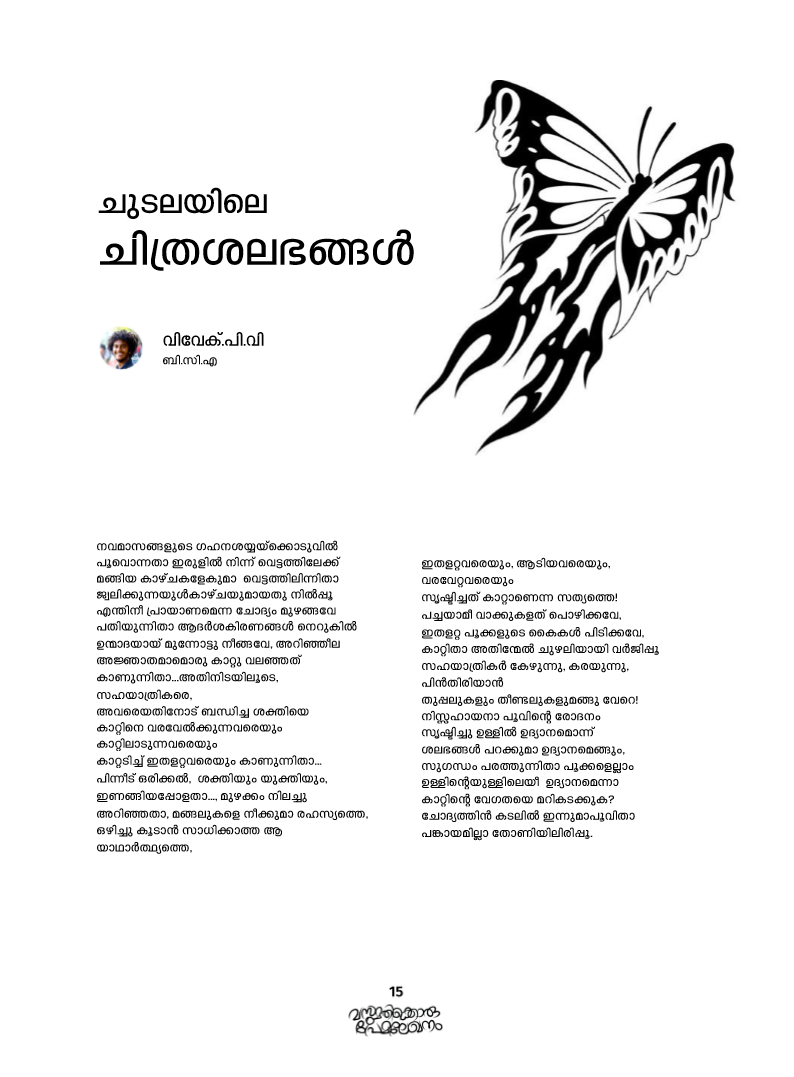 ചുടലയിലെ
ചിത്രശലഭങ്ങൾ
വിവേക്.പി.വി
ബി.സി.എ
നവമാസങ്ങളുടെ ഗഹനശയ്യയ്ക്കൊടുവിൽ
പൂവൊന്നതാ ഇരുളിൽ നിന്ന് വെട്ടത്തിലേക്ക്
മങ്ങിയ കാഴ്ചകളേകുമാ വെട്ടത്തിലിന്നിതാ
ജ്വലിക്കുന്നയുൾകാഴ്ചയുമായതു നിൽപ്പൂ
എന്തിനീ പ്രായാണമെന്ന ചോദ്യം മുഴങ്ങവേ
പതിയുന്നിതാ ആദർശകിരണങ്ങൾ നെറുകിൽ
ഉന്മാദയായ് മുന്നോട്ടു നീങ്ങവേ, അറിഞ്ഞീല
അജ്ഞാതമാമൊരു കാറ്റു വലഞ്ഞത്
കാണുന്നിതാ...അതിനിടയിലൂടെ,
സഹയാത്രികരെ,
അവരെയതിനോട് ബന്ധിച്ച ശക്തിയെ
കാറ്റിനെ വരവേൽക്കുന്നവരെയും
കാറ്റിലാടുന്നവരെയും
കാറ്റടിച്ച് ഇതളറ്റവരെയും കാണുന്നിതാ...
പിന്നീട് ഒരിക്കൽ, ശക്തിയും യുക്തിയും,
ഇണങ്ങിയപ്പോളതാ..., മുഴക്കം നിലച്ചു
അറിഞ്ഞതാ, മങ്ങലുകളെ നീക്കുമാ രഹസ്യത്തെ,
ഒഴിച്ചു കൂടാൻ സാധിക്കാത്ത ആ
യാഥാർത്ഥ്യത്തെ,
ഇതളറ്റവരെയും, ആടിയവരെയും,
വരവേറ്റവരെയും
സൃഷ്ടിച്ചത് കാറ്റാണെന്ന സത്യത്തെ!
പച്ചയാമീ വാക്കുകളത് പൊഴിക്കവേ,
ഇതളറ്റ പൂക്കളുടെ കൈകൾ പിടിക്കവേ,
കാറ്റിതാ അതിന്മേൽ ചുഴലിയായി വർജിപ്പൂ
സഹയാത്രികർ കേഴുന്നു, കരയുന്നു,
പിൻതിരിയാൻ
തുപ്പലുകളും തീണ്ടലുകളുമങ്ങു വേറെ!
നിസ്സഹായനാ പൂവിന്റെ രോദനം
സൃഷ്ടിച്ചു ഉള്ളിൽ ഉദ്യാനമൊന്ന്
ശലഭങ്ങൾ പറക്കുമാ ഉദ്യാനമെങ്ങും,
സുഗന്ധം പരത്തുന്നിതാ പൂക്കളെല്ലാം
ഉള്ളിന്റെയുള്ളിലെയീ ഉദ്യാനമെന്നാ
കാറ്റിന്റെ വേഗതയെ മറികടക്കുക?
ചോദ്യത്തിൻ കടലിൽ ഇന്നുമാപൂവിതാ
പങ്കായമില്ലാ തോണിയിലിരിപ്പൂ.
15